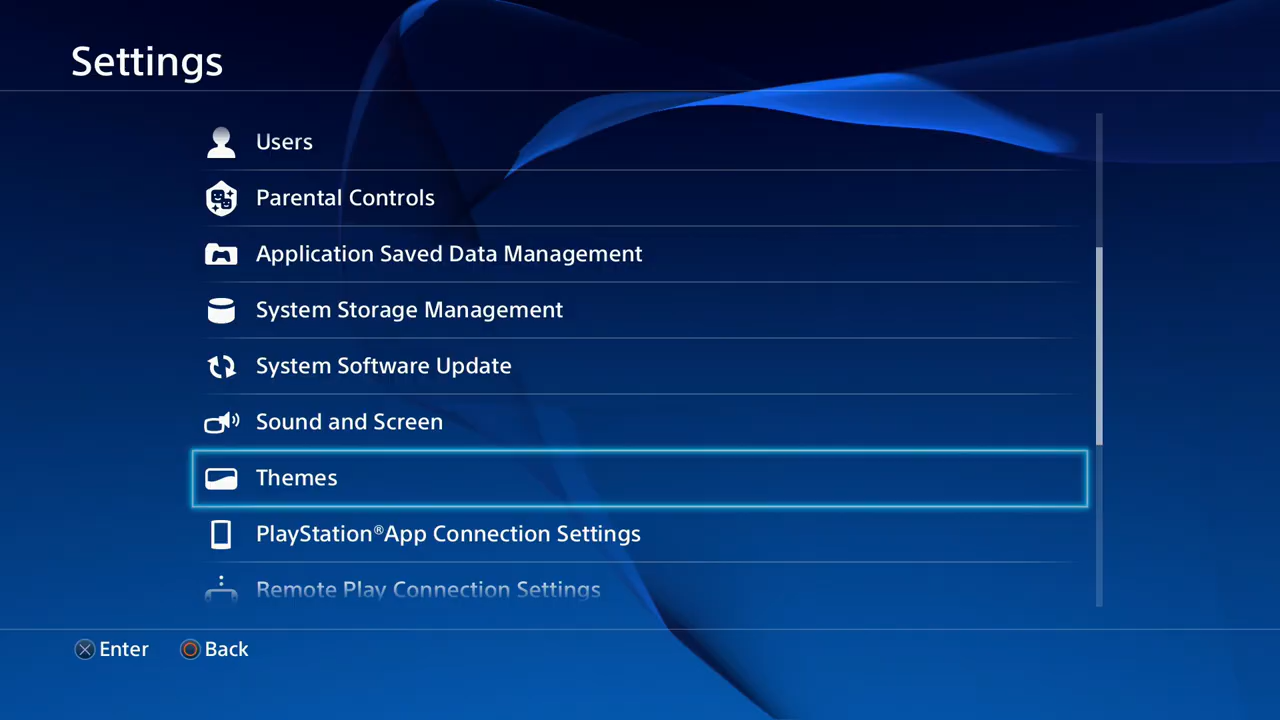 Settings
Users
Parental Controls
Application Saved Data Management
System Storage Management
System Software Update
Sound and Screen
Themes
PlayStation®App Connection Settings
Remote Play Connection Settings
Enter Back